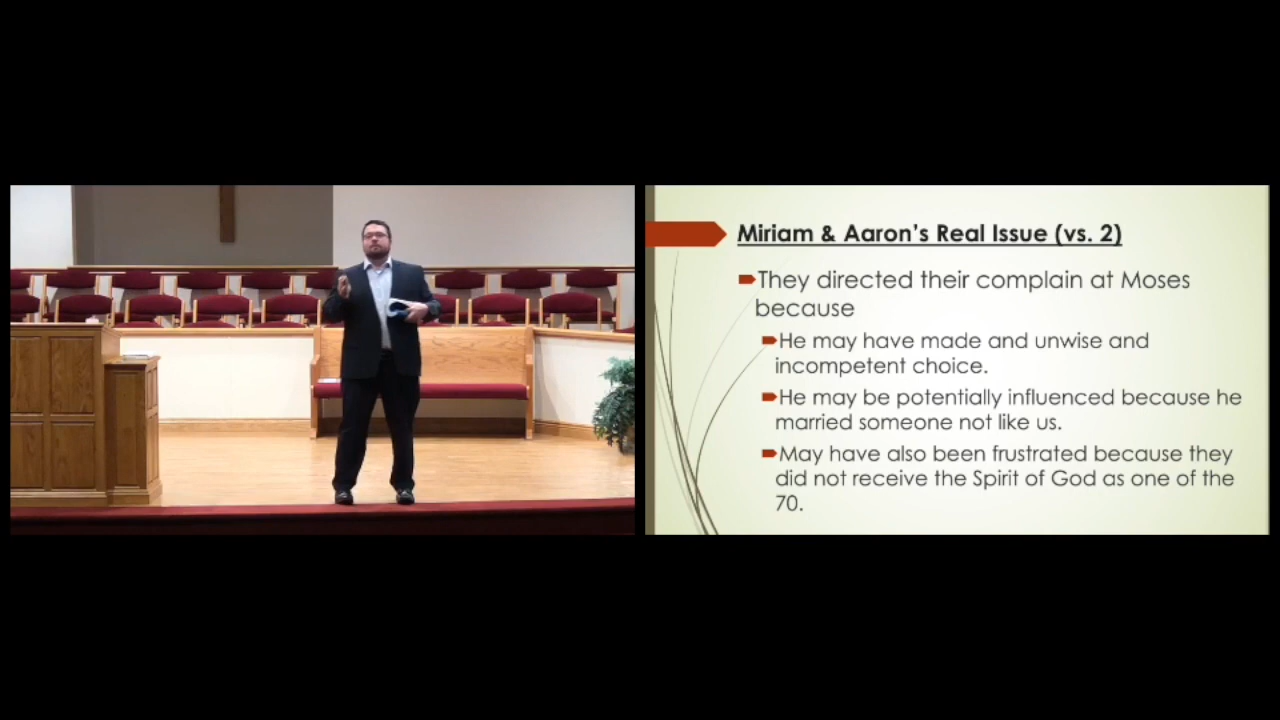 Miriam & Aaron's Real Issue (vs. 2)
They directed their complain at Moses
because
He may have made and unwise and
incompetent choice.
He may be potentially influenced because he
married someone not like us.
May have also been frustrated because they
did not receive the Spirit of God as one of the
70.